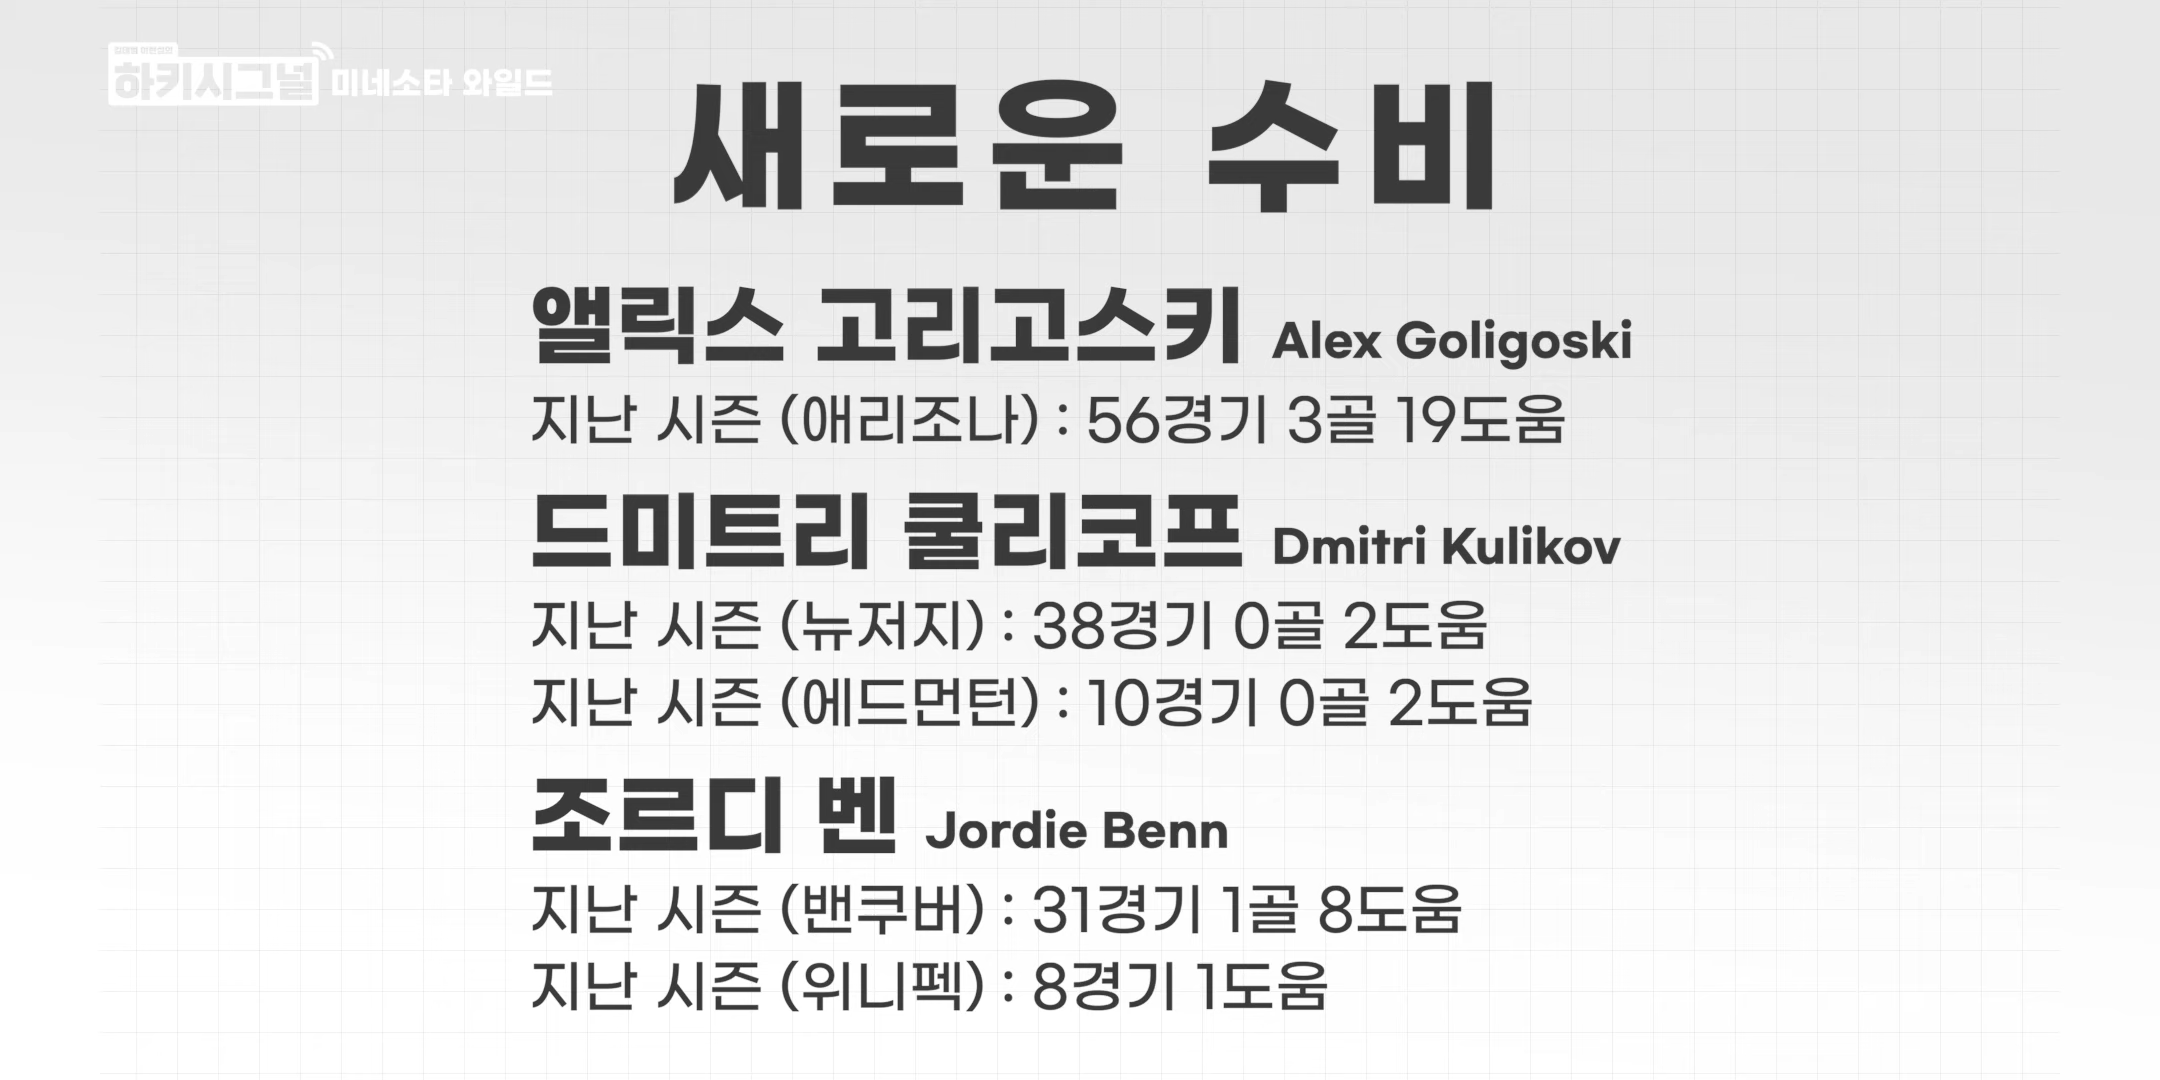 하키시그널 미네소타 와일드
새로운 수비
앨릭스 고리고스키 Alex Goligoski
지난 시즌 (애리조나) : 56경기 3골 19도움
드미트리 쿨리코프 Dmitri Kulikov
지난 시즌 (뉴저지) : 38경기 0골 2도움
지난 시즌 (에드먼턴) : 10경기 0골 2도움
조르디 벤 Jordie Benn
지난 시즌 (밴쿠버) : 31경기 1골 8도움
지난 시즌 (위니펙) : 8경기 1도움